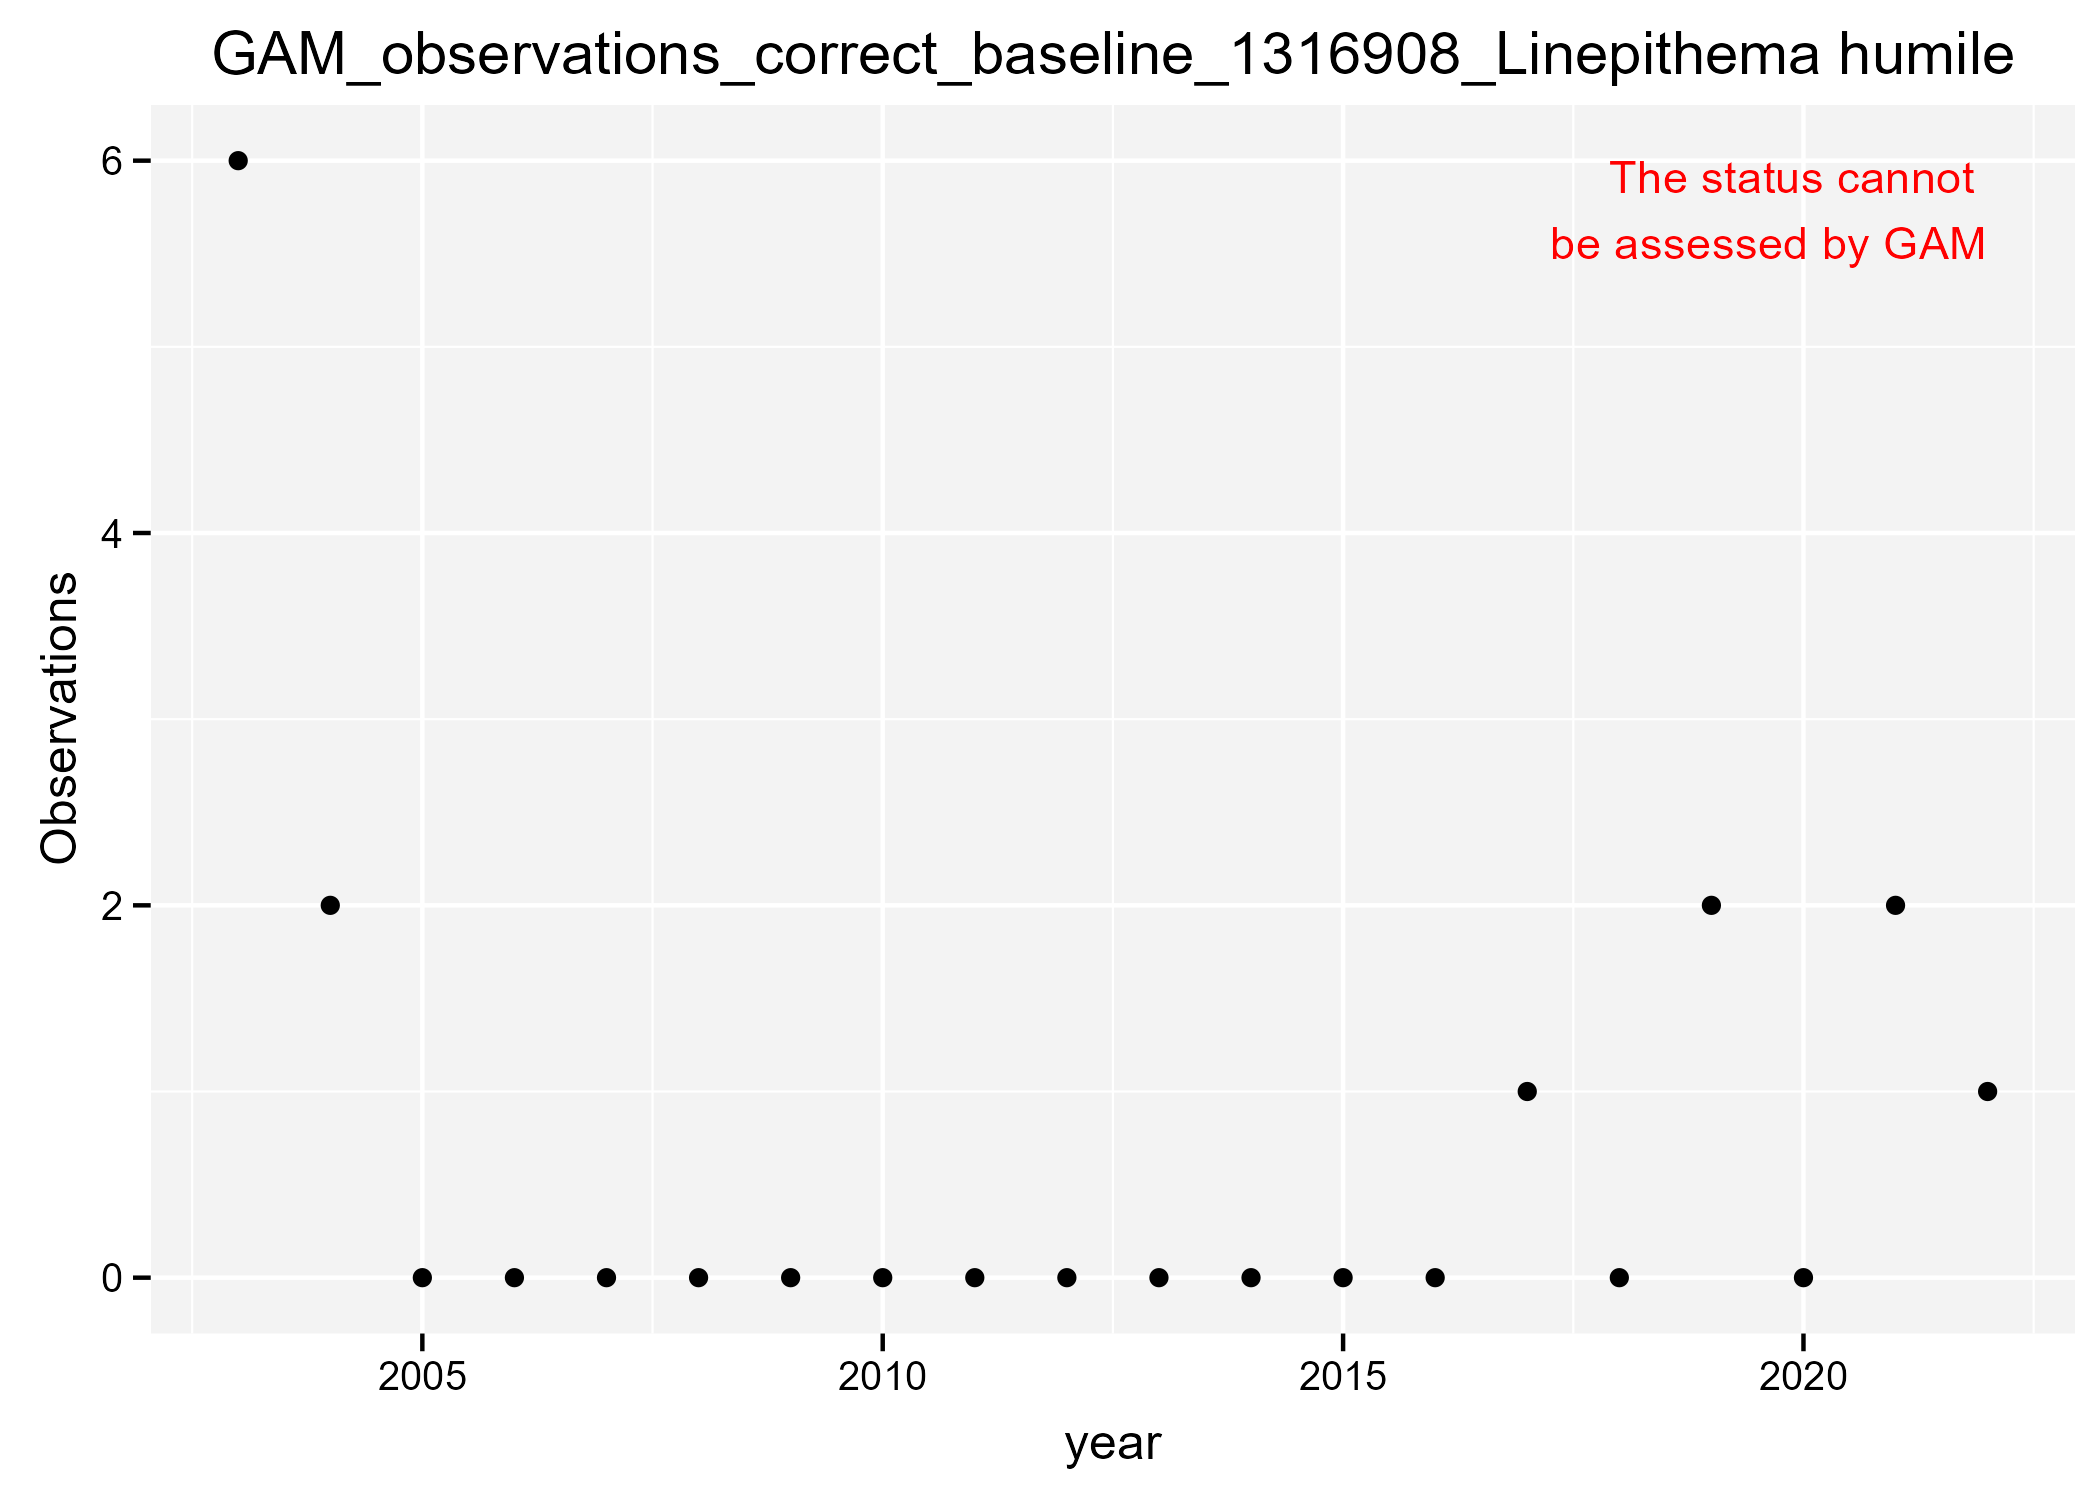 GAM_observations_correct_baseline_1316908_Linepithema humile
The status cannot
be assessed by GAM
6
4
2
0
Observations
2005
2010
2015
2020
year